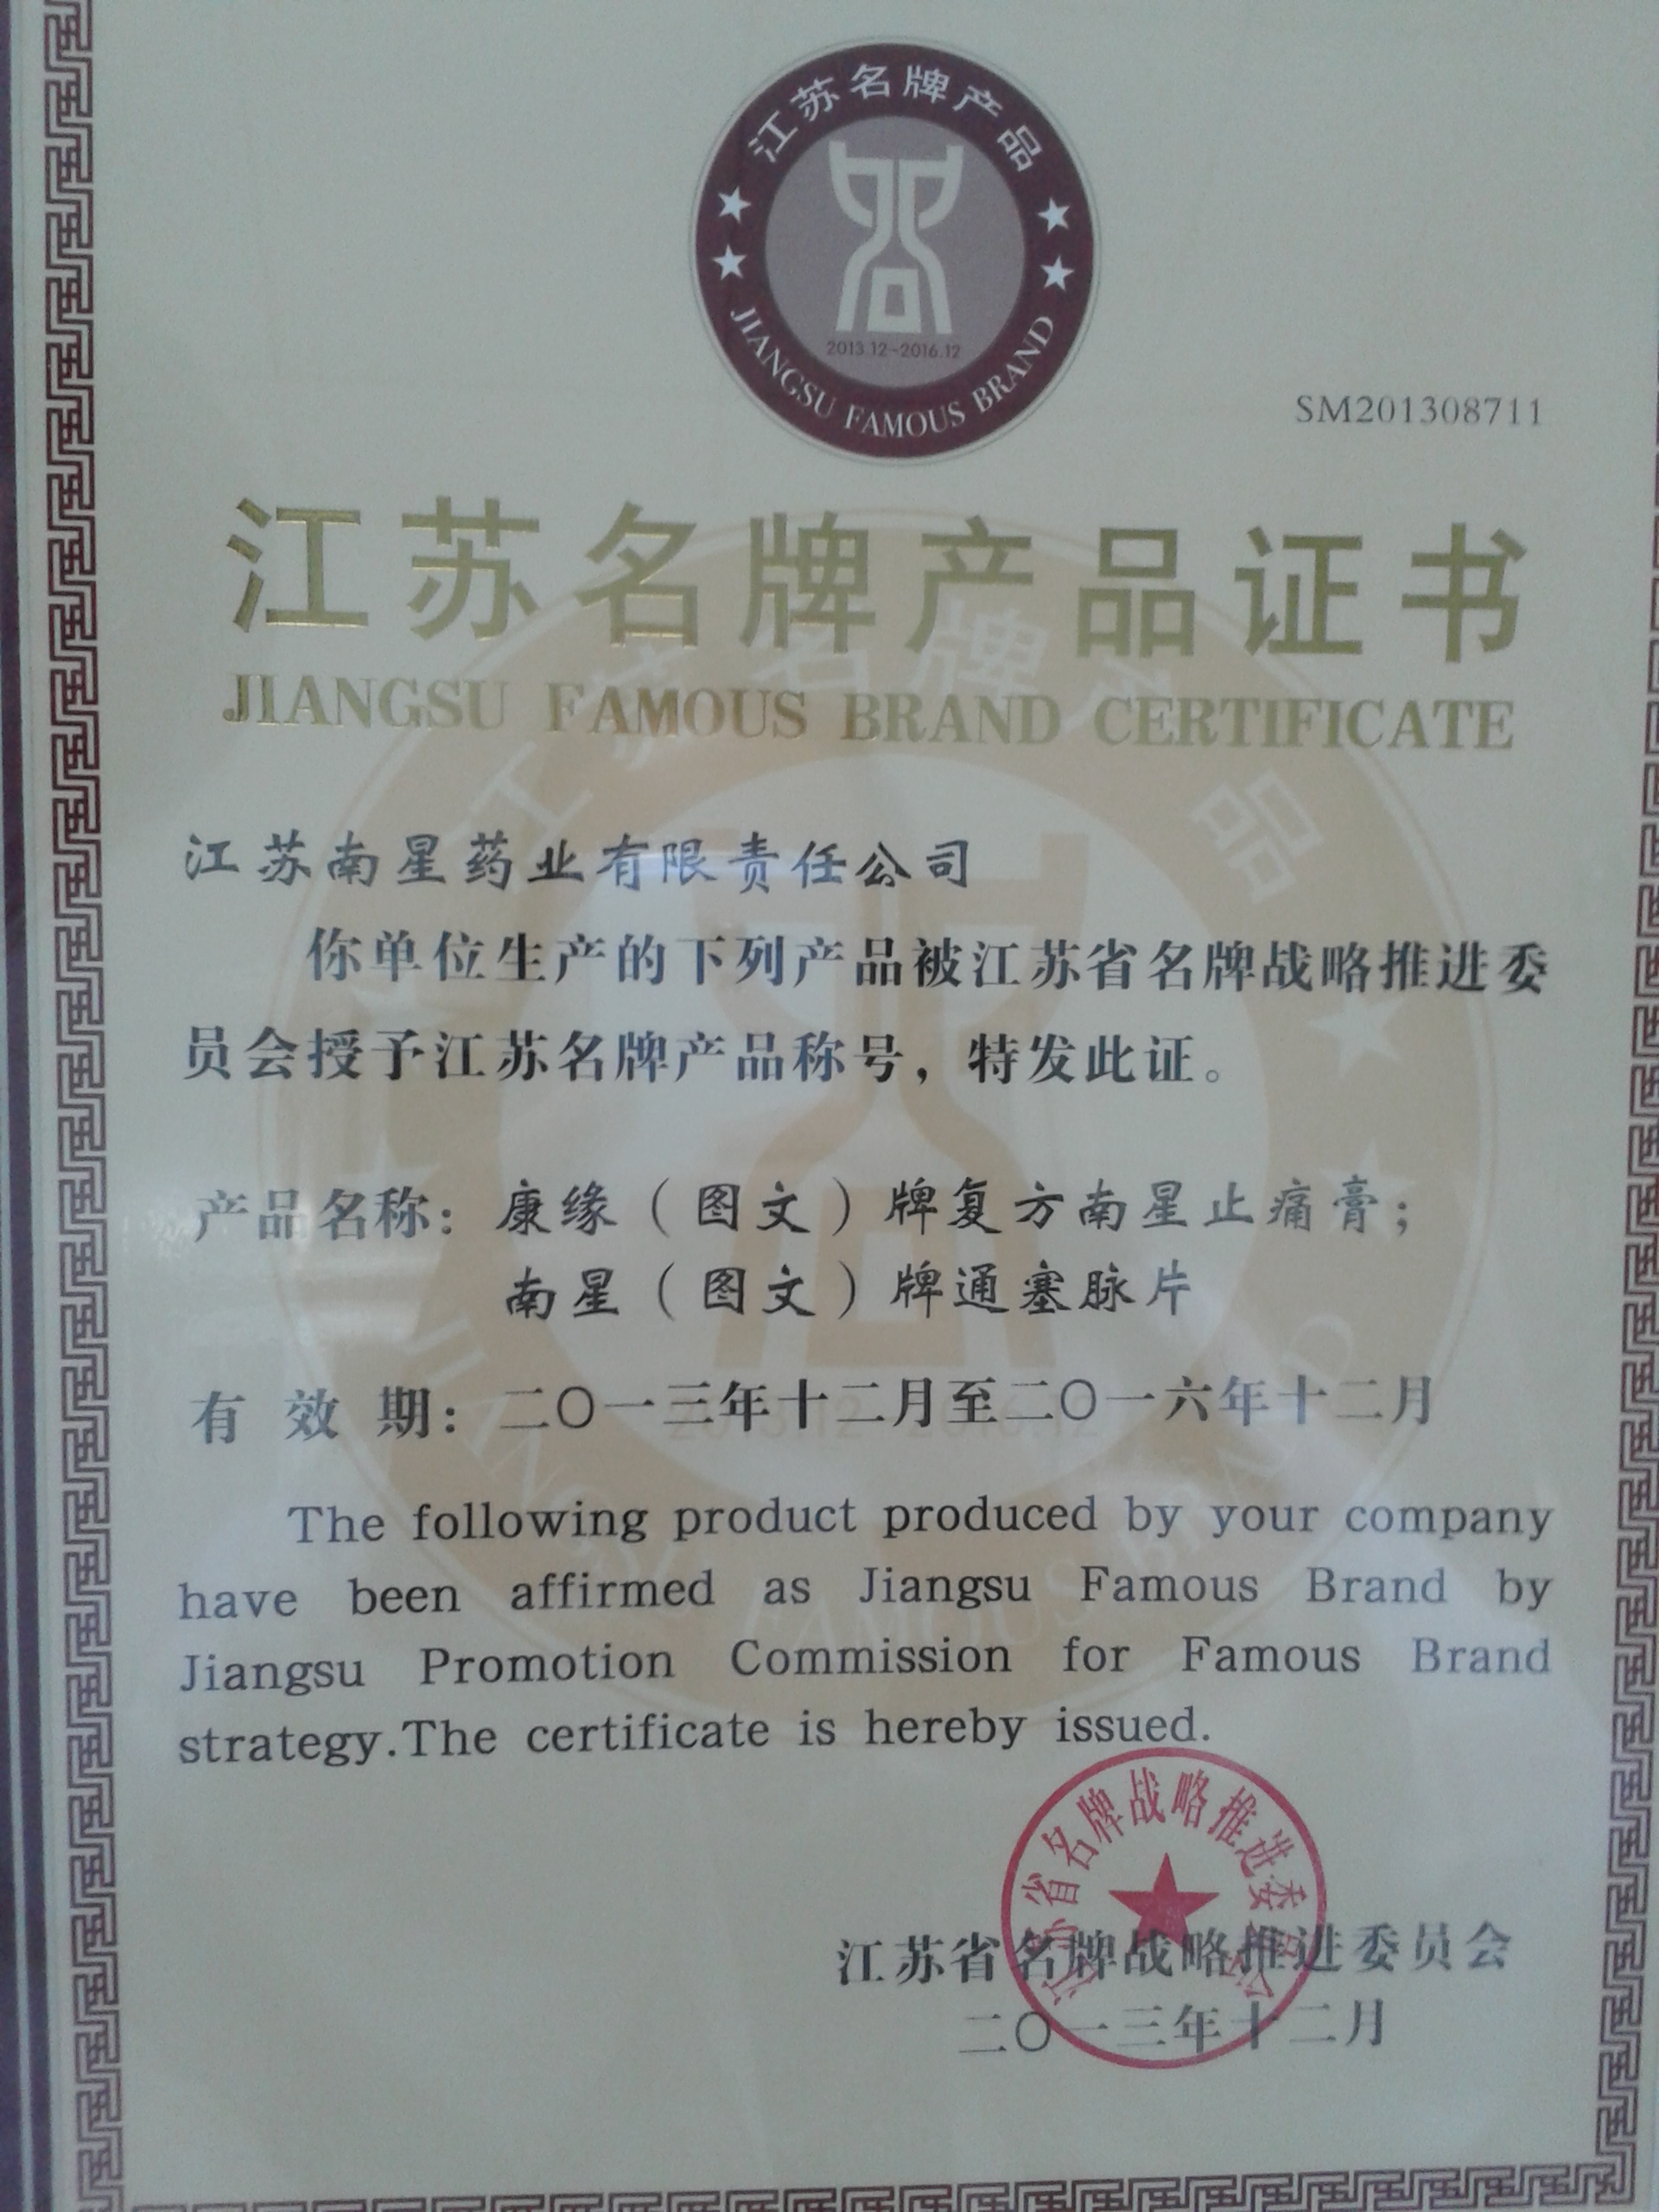 江苏名牌产品
2013.12-2016.12
JIANGSU FAMOUS BRAND
SM201308711
江苏名牌产品证书
JIANGSU FAMOUS BRAND CERTIFICATE
江苏南星药业有限责任公司
你单位生产的下列产品被江苏省名牌战略推进委
员会授予江苏名牌产品称号，特发此证。
产品名称：康缘（图文）牌复方南星止痛膏；
南星（图文）牌通塞脉片
有效期：二〇一三年十二月至二〇一六年十二月
The following product produced by your company
have been affirmed as Jiangsu Famous Brand by
Jiangsu Promotion Commission for Famous Brand
strategy.The certificate is hereby issued.
江苏省名牌战略推进委员会
江苏省名牌战略推进委员会
二〇一三年十二月